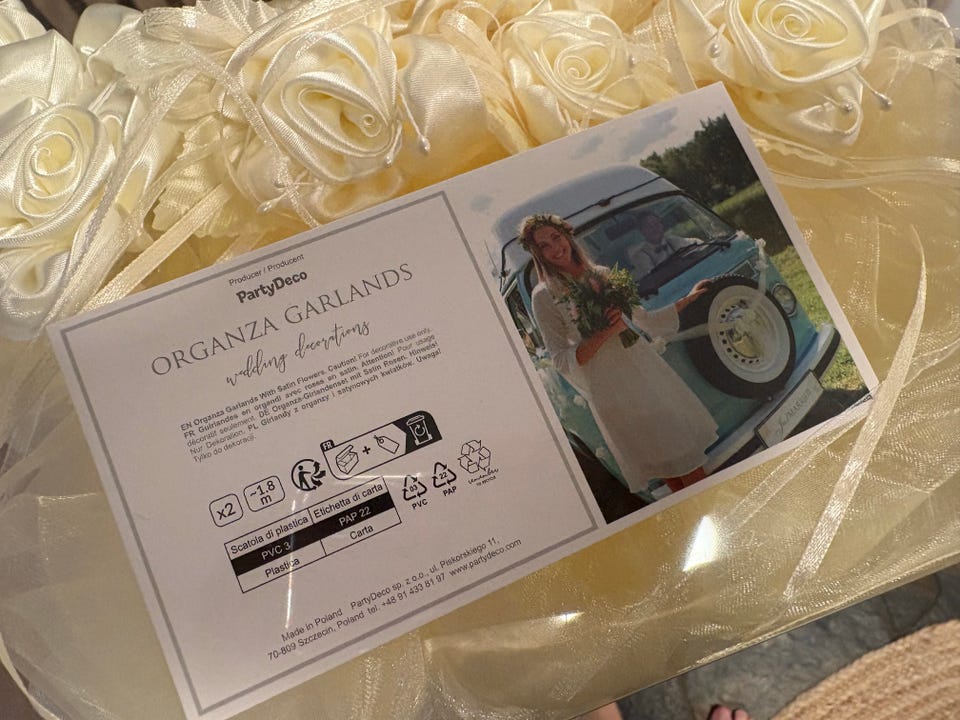 Producer / Producent
PartyDeco
ORGANZA GARLANDS
wedding decorations
EN Organza Garlands With Satin Flowers. Caution! For decorative use only.
FR Guirlandes en organdi avec roses en satin. Attention! Pour usage
décoratif seulement. DE Organza-Girlandenset mit Satin Rosen. Hinweis!
Nur Dekoration. PL Girlandy z organzy i satynowych kwiatków. Uwaga!
Tylko do dekoracji.
x2
~1.8
m
FR
+
Scatola di plastica
Etichetta di carta
PVC 3
PAP 22
Plastica
Carta
03
PVC
22
PAP
Made in Poland PartyDeco sp. z o.o., ul. Piskorskiego 11,
70-809 Szczecin, Poland tel. +48 91 433 81 97 www.partydeco.com